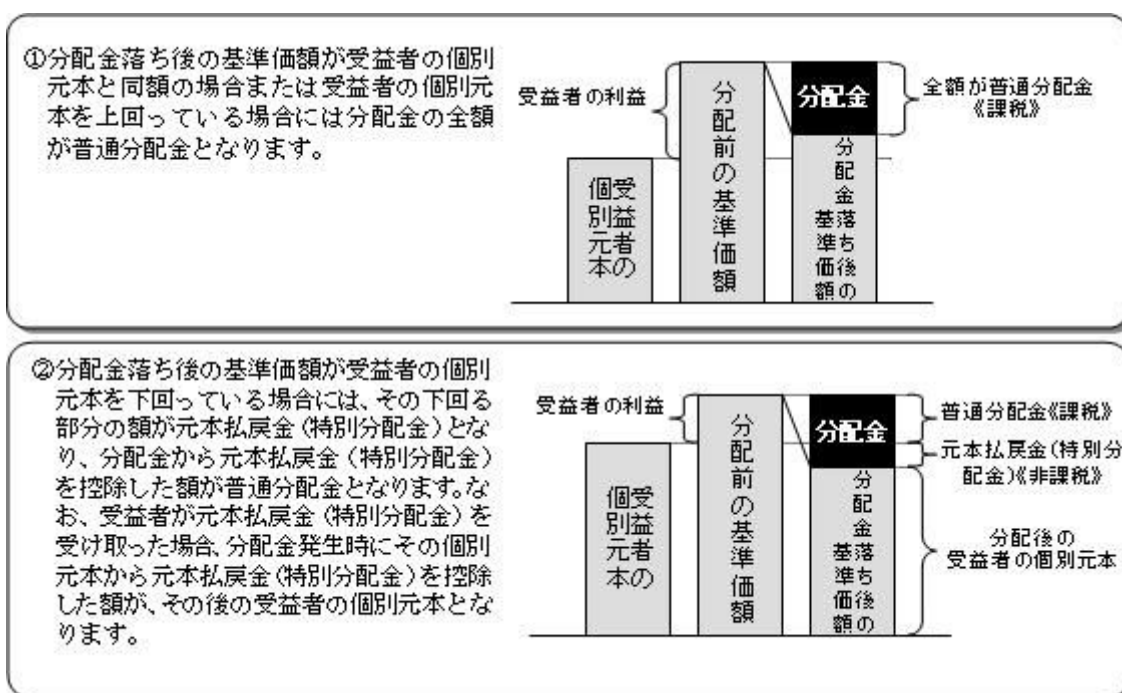 ①分配金落ち後の基準価額が受益者の個別
元本と同額の場合または受益者の個別元
本を上回っている場合には分配金の全額
が普通分配金となります。
受益者の利益
受益者の
個別元本
分配前の基準価額
分配金
分配金落ち後の
基準価額
全額が普通分配金
《課税》
②分配金落ち後の基準価額が受益者の個別
元本を下回っている場合には、その下回る
部分の額が元本払戻金（特別分配金）とな
り、分配金から元本払戻金（特別分配金）
を控除した額が普通分配金となります。な
お、受益者が元本払戻金（特別分配金）を
受け取った場合、分配金発生時にその個別
元本から元本払戻金（特別分配金）を控除
した額が、その後の受益者の個別元本とな
ります。
受益者の利益
受益者の
個別元本
分配前の基準価額
分配金
分配金落ち後の
基準価額
普通分配金《課税》
元本払戻金（特別分
配金）《非課税》
分配後の
受益者の個別元本